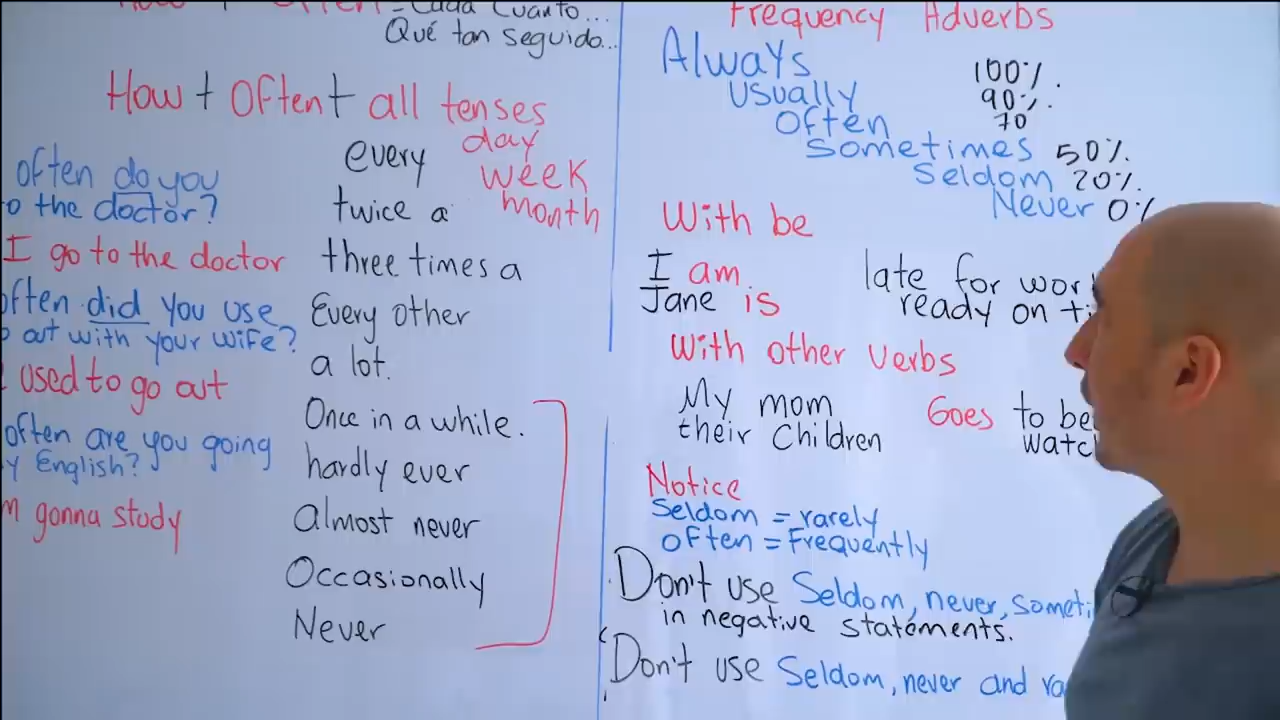 = Cada Cuanto...
Qué tan seguido...
How + Often + all tenses
often do you
o the doctor?
I go to the doctor
often did you use
out with your wife?
used to go out
often are you going
y English?
m gonna study
every
day
week
month
twice a
three times a
Every other
a lot.
Once in a while.
hardly ever
almost never
Occasionally
Never
Frequency Adverbs
Always 100%.
Usually 90%.
Often 70
Sometimes 50%.
Seldom 20%.
Never 0%
With be
I am late for wor
Jane is ready on ti
With other verbs
My mom Goes to be
their Children watc
Notice
Seldom = rarely
Often = Frequently
Don't use Seldom, never, someti
in negative statements.
Don't use Seldom, never and ra